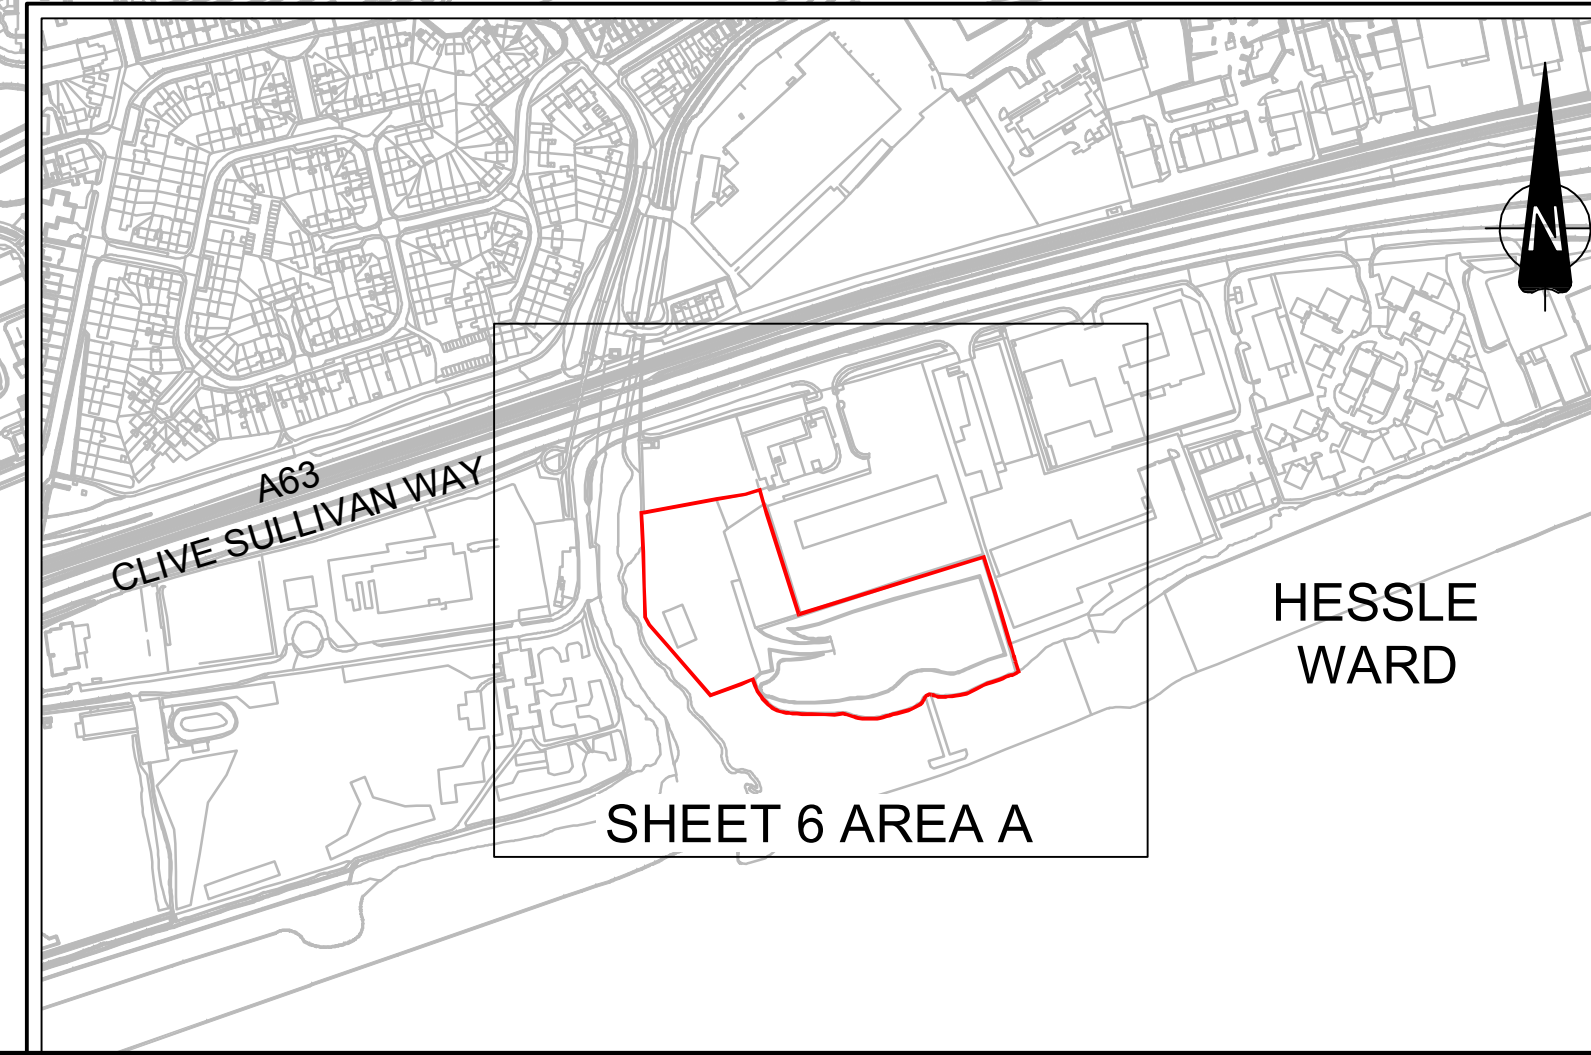 N
A63
CLIVE SULLIVAN WAY
HESSLE
WARD
SHEET 6 AREA A